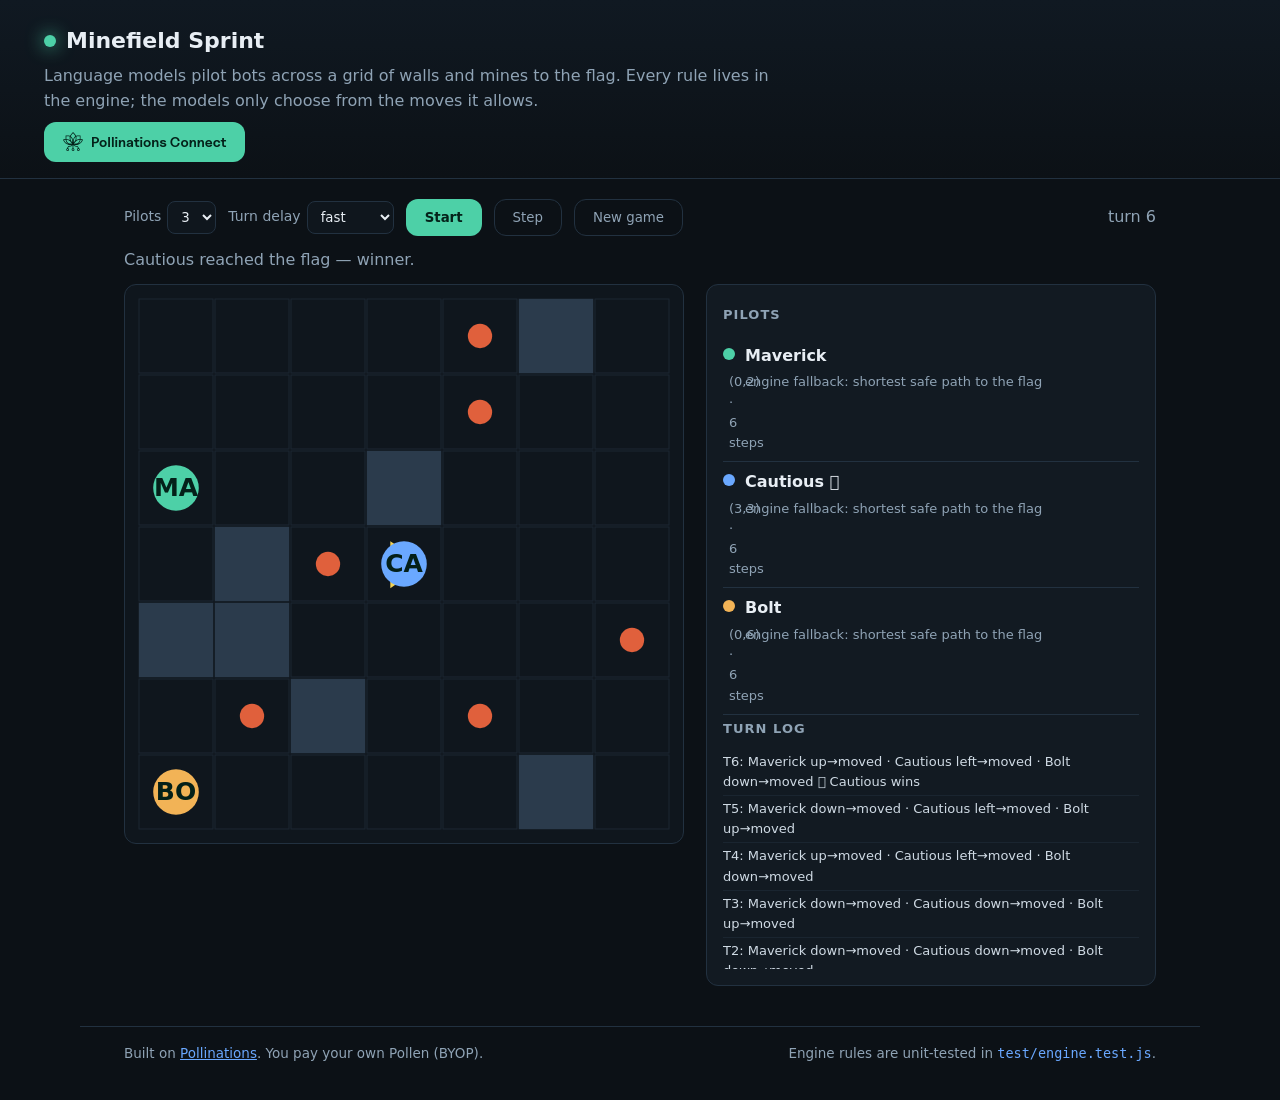 Minefield Sprint
Language models pilot bots across a grid of walls and mines to the flag. Every rule lives in
the engine; the models only choose from the moves it allows.
Pollinations Connect
Pilots 3 Turn delay fast Start Step New game turn 6
Cautious reached the flag — winner.
MA
CA
BO
PILOTS
Maverick
(0,2) engine fallback: shortest safe path to the flag
·
6
steps
Cautious
(3,3) engine fallback: shortest safe path to the flag
·
6
steps
Bolt
(0,6) engine fallback: shortest safe path to the flag
·
6
steps
TURN LOG
T6: Maverick up→moved · Cautious left→moved · Bolt
down→moved Cautious wins
T5: Maverick down→moved · Cautious left→moved · Bolt
up→moved
T4: Maverick up→moved · Cautious left→moved · Bolt
down→moved
T3: Maverick down→moved · Cautious down→moved · Bolt
up→moved
T2: Maverick down→moved · Cautious down→moved · Bolt
down→moved
Built on Pollinations. You pay your own Pollen (BYOP).
Engine rules are unit-tested in test/engine.test.js.